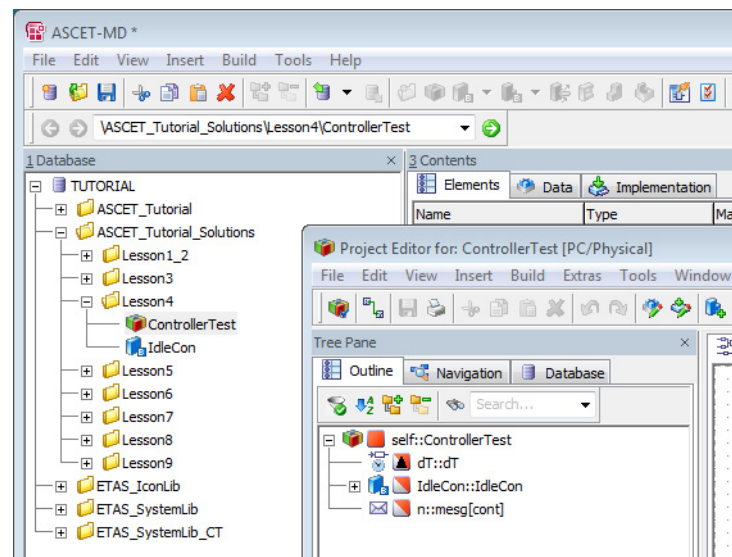 ASCET-MD *
File Edit View Insert Build Tools Help
\ASCET_Tutorial_Solutions\Lesson4\ControllerTest
1 Database
TUTORIAL
ASCET_Tutorial
ASCET_Tutorial_Solutions
Lesson1_2
Lesson3
Lesson4
ControllerTest
IdleCon
Lesson5
Lesson6
Lesson7
Lesson8
Lesson9
ETAS_IconLib
ETAS_SystemLib
ETAS_SystemLib_CT
3 Contents
Elements Data Implementation
Name Type Ma
Project Editor for: ControllerTest [PC/Physical]
File Edit View Insert Build Extras Tools Window
Tree Pane
Outline Navigation Database
Search...
self::ControllerTest
dT::dT
IdleCon::IdleCon
n::mesg[cont]